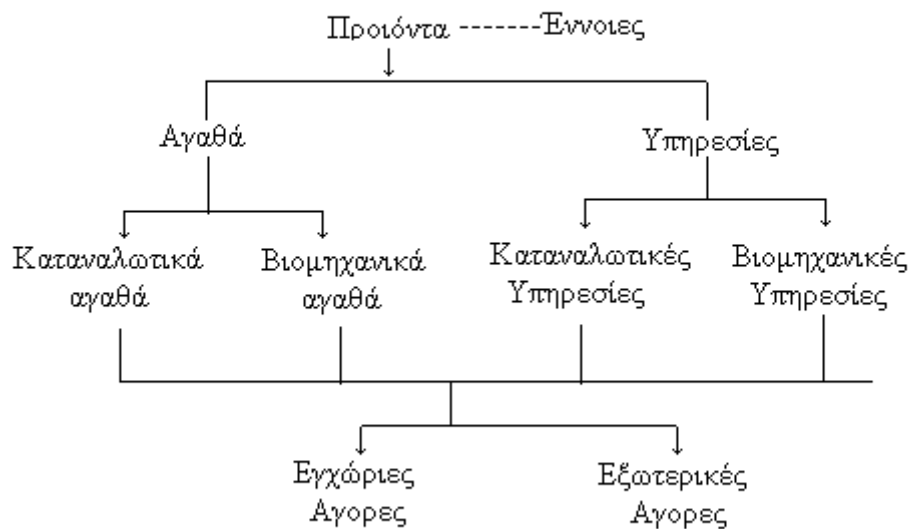 Προιόντα -------Έννοιες
Αγαθά
Υπηρεσίες
Καταναλωτικά
αγαθά
Βιομηχανικά
αγαθά
Καταναλωτικές
Υπηρεσίες
Βιομηχανικές
Υπηρεσίες
Εγχώριες
Αγορες
Εξωτερικές
Αγορες